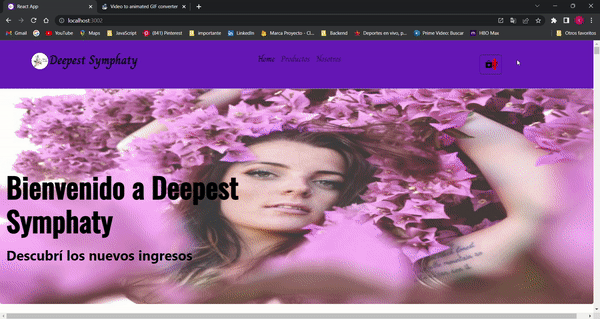 React App
Video to animated GIF converter
localhost:3002
Gmail
YouTube
Maps
JavaScript
(841) Pinterest
importante
LinkedIn
Marca Proyecto - Cl...
Backend
Deportes en vivo, p...
Prime Video: Buscar
HBO Max
Otros favoritos
Deepest Symphaty
Home Productos Nosotros
Bienvenido a Deepest
Symphaty
Descubrí los nuevos ingresos